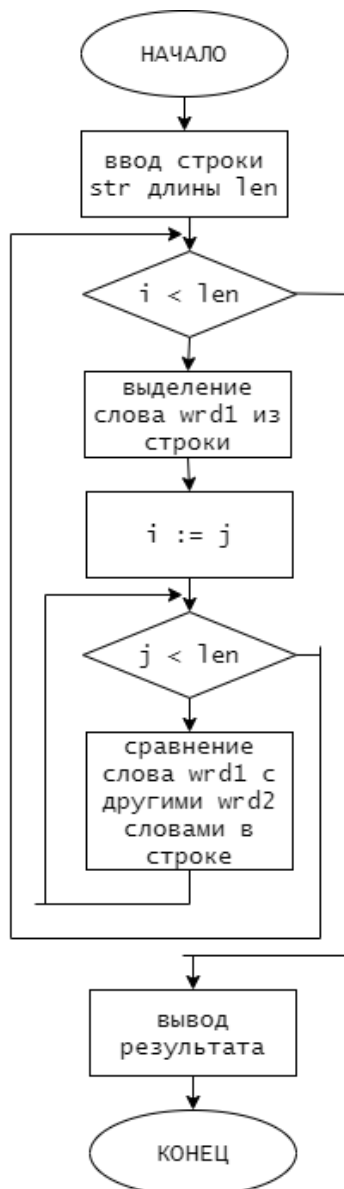 НАЧАЛО
ввод строки
str длины len
i < len
выделение
слова wrd1 из
строки
i := j
j < len
сравнение
слова wrd1 с
другими wrd2
словами в
строке
вывод
результата
КОНЕЦ